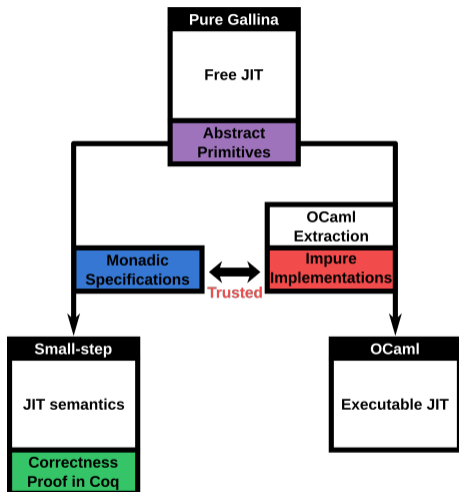 Pure Gallina
Free JIT
Abstract
Primitives
OCaml
Extraction
Monadic
Specifications
Impure
Implementations
Trusted
Small-step
JIT semantics
Correctness
Proof in Coq
OCaml
Executable JIT